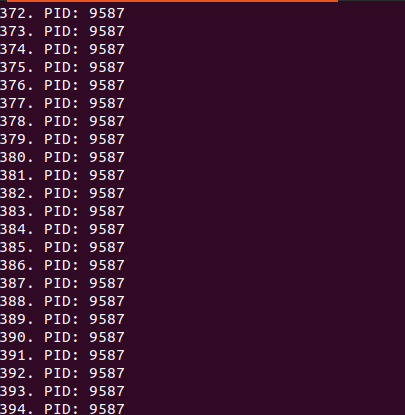 372. PID: 9587
373. PID: 9587
374. PID: 9587
375. PID: 9587
376. PID: 9587
377. PID: 9587
378. PID: 9587
379. PID: 9587
380. PID: 9587
381. PID: 9587
382. PID: 9587
383. PID: 9587
384. PID: 9587
385. PID: 9587
386. PID: 9587
387. PID: 9587
388. PID: 9587
389. PID: 9587
390. PID: 9587
391. PID: 9587
392. PID: 9587
393. PID: 9587
394. PID: 9587